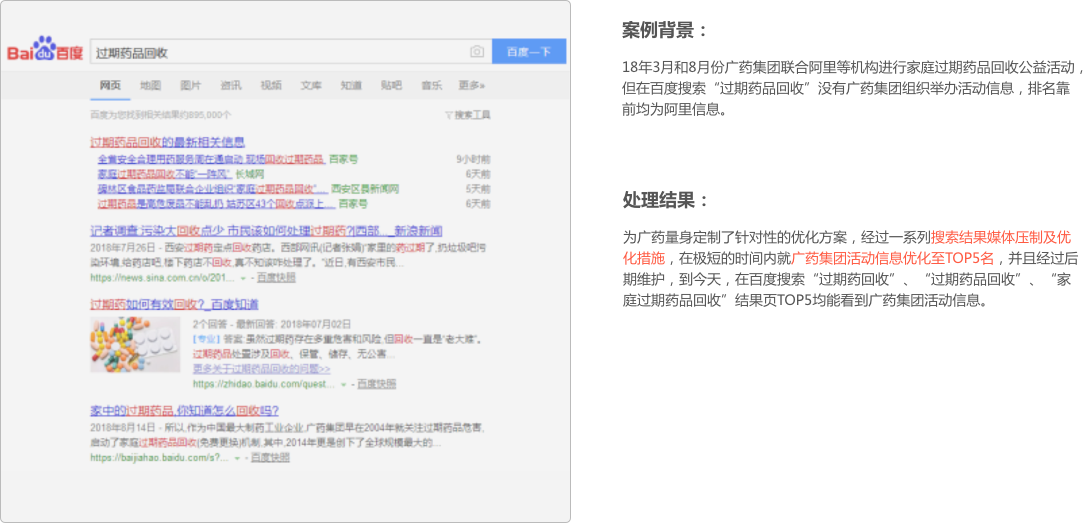 Bai du 百度
过期药品回收
百度一下
网页 地图 图片 资讯 视频 文库 知道 贴吧 音乐 更多»
百度为您找到相关结果约895,000个 搜索工具
过期药品回收的最新相关信息
全省安全合理用药服务周在通启动 现场回收过期药品 百家号 9小时前
家庭过期药品回收不能"一阵风" 长城网 6天前
碑林区食品药监局联合企业组织"家庭过期药品回收"... 西安区县新闻网 5天前
过期药品是高危废品不能乱扔 姑苏区43个回收点派上... 百家号 6天前
记者调查 污染大回收点少 市民该如何处理过期药?|西部..._新浪新闻
2018年7月26日 - 西安过期药定点回收药店。西部网讯(记者张嫣)"家里的药过期了,扔垃圾吧污
染环境,给药店吧,楼下药店不回收,真不知该咋处理了。"近日,有西安市民...
https://news.sina.com.cn/o/201... - 百度快照
过期药如何有效回收?_百度知道
2个回答 - 最新回答: 2018年07月02日
[专业] 答案:虽然过期药存在多重危害和风险,但回收一直是"老大难"。
过期药品处置涉及回收、保管、储存、无公害...
更多关于过期药品回收的问题>>
https://zhidao.baidu.com/quest... - 百度快照
家中的过期药品,你知道怎么回收吗?
2018年8月14日 - 所以,作为中国最大制药工业企业,广药集团早在2004年就关注过期药品危害,
启动了家庭过期药品回收(免费更换)机制,其中,2014年更是创下了全球规模最大的...
https://baijiahao.baidu.com/s?... - 百度快照
案例背景：
18年3月和8月份广药集团联合阿里等机构进行家庭过期药品回收公益活动，
但在百度搜索“过期药品回收”没有广药集团组织举办活动信息，排名靠
前均为阿里信息。
处理结果：
为广药量身定制了针对性的优化方案，经过一系列搜索结果媒体压制及优
化措施，在极短的时间内就广药集团活动信息优化至TOP5名，并且经过后
期维护，到今天，在百度搜索“过期药回收”、“过期药品回收”、“家
庭过期药品回收”结果页TOP5均能看到广药集团活动信息。